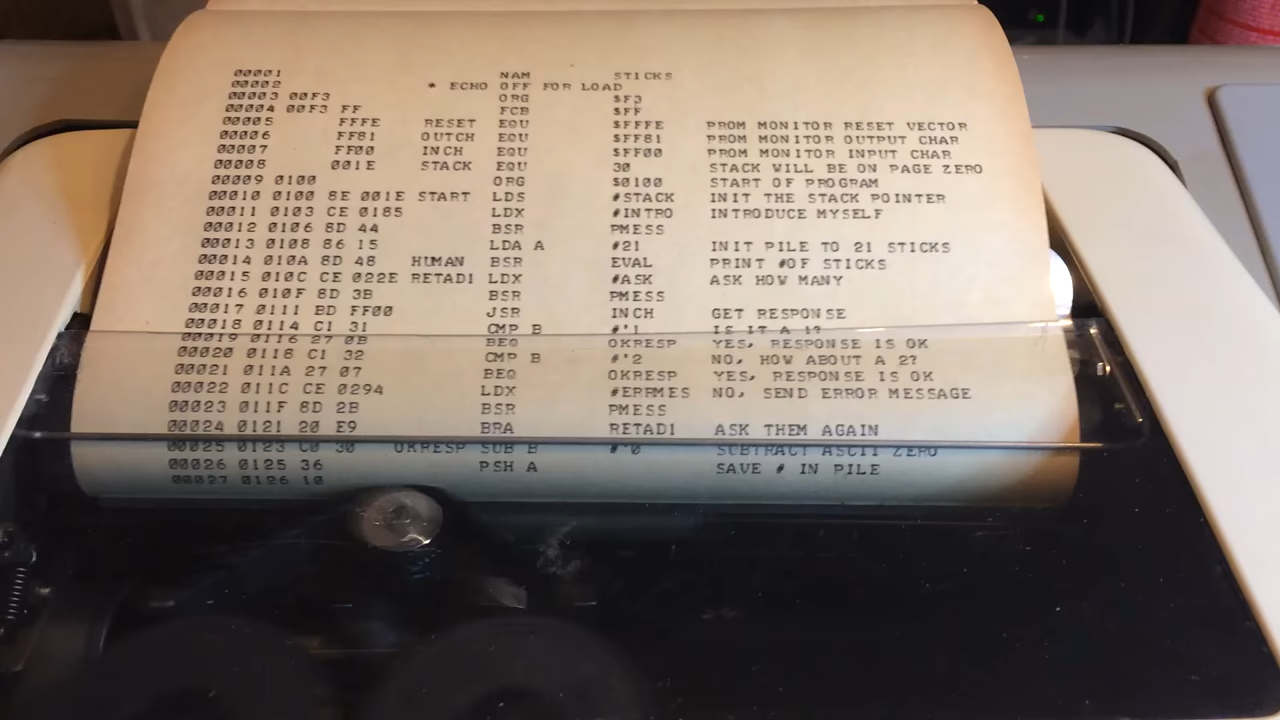 00001 NAM STICKS
00002 * ECHO OFF FOR LOAD
00003 00F3 ORG $F3
00004 00F3 FF FCB $FF
00005 FFFE RESET EQU $FFFE PROM MONITOR RESET VECTOR
00006 FF81 OUTCH EQU $FF81 PROM MONITOR OUTPUT CHAR
00007 FF00 INCH EQU $FF00 PROM MONITOR INPUT CHAR
00008 001E STACK EQU 30 STACK WILL BE ON PAGE ZERO
00009 0100 ORG $0100 START OF PROGRAM
00010 0100 8E 001E START LDS #STACK INIT THE STACK POINTER
00011 0103 CE 0185 LDX #INTRO INTRODUCE MYSELF
00012 0106 8D 44 BSR PMESS
00013 0108 86 15 LDA A #21 INIT PILE TO 21 STICKS
00014 010A 8D 48 HUMAN BSR EVAL PRINT #OF STICKS
00015 010C CE 022E RETAD1 LDX #ASK ASK HOW MANY
00016 010F 8D 3B BSR PMESS
00017 0111 BD FF00 JSR INCH GET RESPONSE
00018 0114 C1 31 CMP B #'1 IS IT A 1?
00019 0116 27 0B BEQ OKRESP YES, RESPONSE IS OK
00020 0118 C1 32 CMP B #'2 NO, HOW ABOUT A 2?
00021 011A 27 07 BEQ OKRESP YES, RESPONSE IS OK
00022 011C CE 0294 LDX #ERRMES NO, SEND ERROR MESSAGE
00023 011F 8D 2B BSR PMESS
00024 0121 20 E9 BRA RETAD1 ASK THEM AGAIN
00025 0123 C0 30 OKRESP SUB B #'0 SUBTRACT ASCII ZERO
00026 0125 36 PSH A SAVE # IN PILE
00027 0126 10